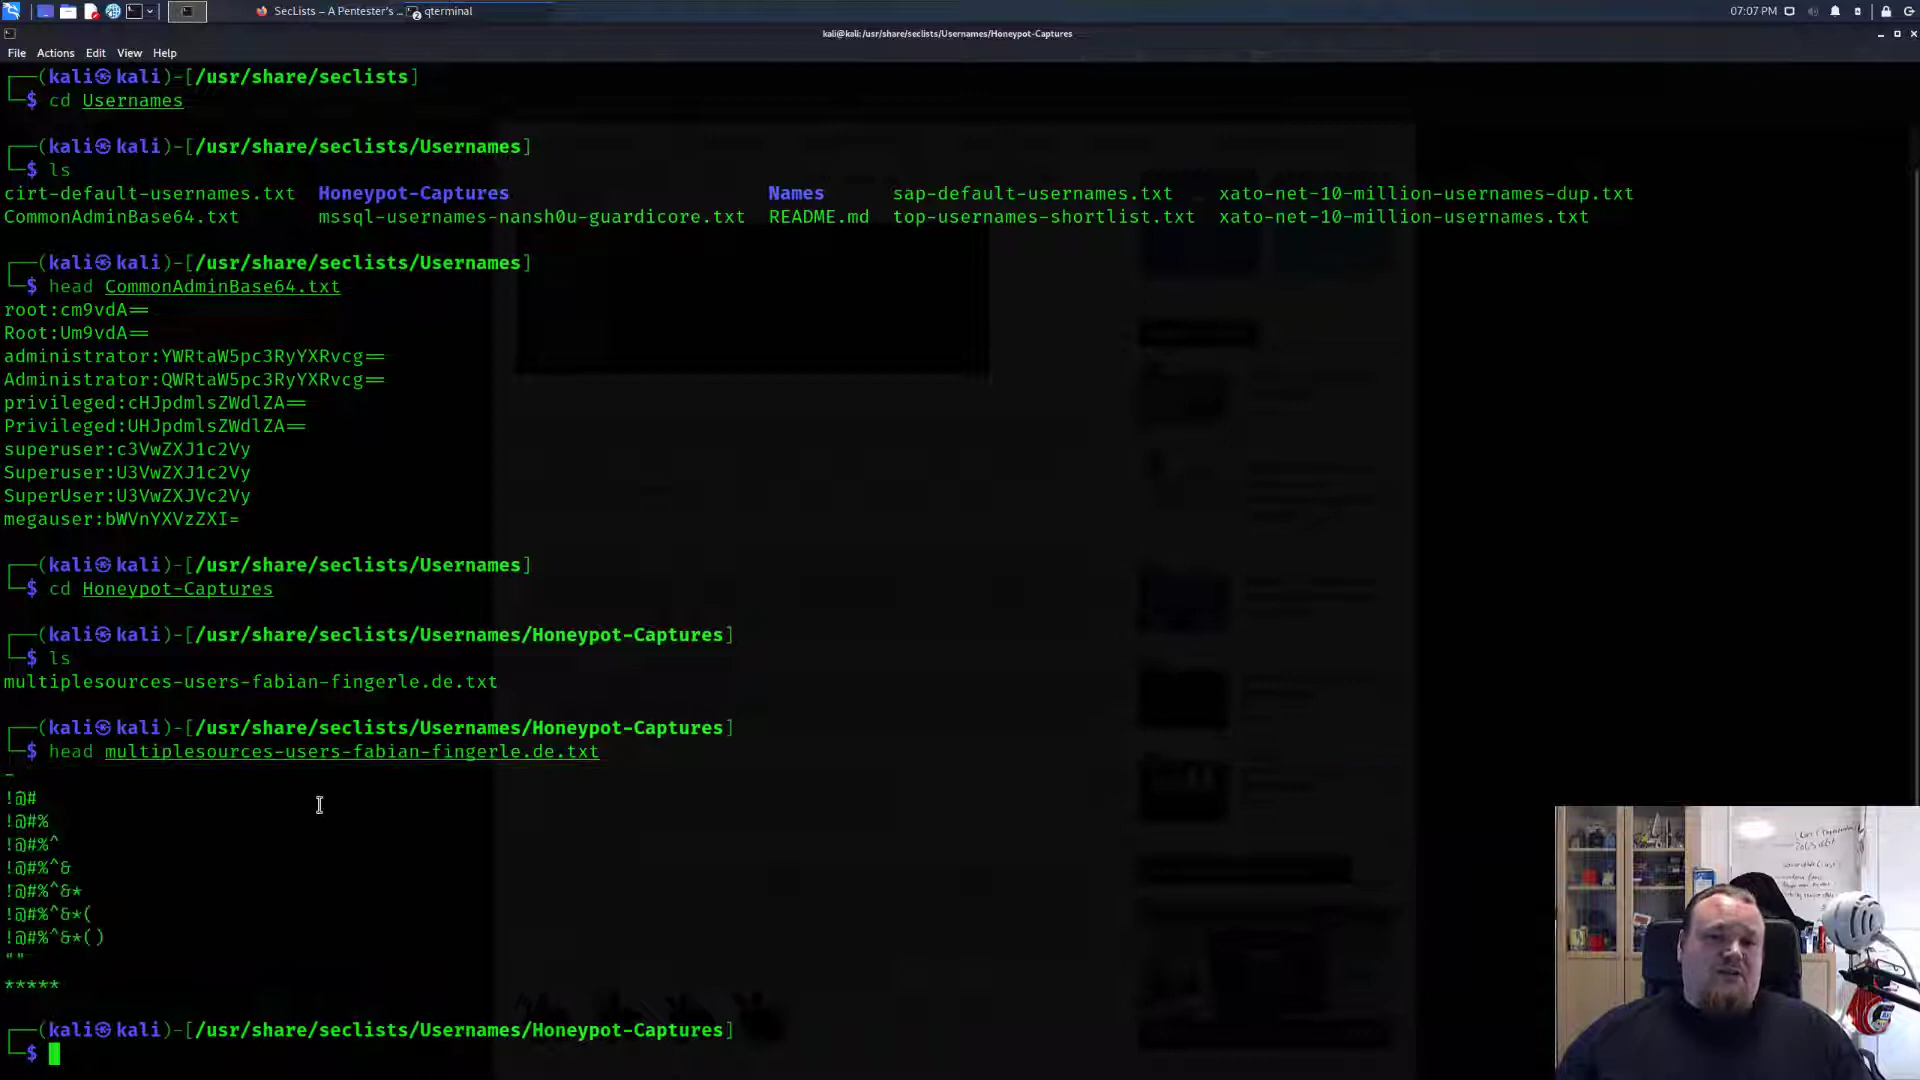 SecLists – A Pentester's ...
qterminal
07:07 PM
kali@kali:/usr/share/seclists/Usernames/Honeypot-Captures
File Actions Edit View Help
(kali㉿kali)-[/usr/share/seclists]
$ cd Usernames
(kali㉿kali)-[/usr/share/seclists/Usernames]
$ ls
cirt-default-usernames.txt Honeypot-Captures Names sap-default-usernames.txt xato-net-10-million-usernames-dup.txt
CommonAdminBase64.txt mssql-usernames-nansh0u-guardicore.txt README.md top-usernames-shortlist.txt xato-net-10-million-usernames.txt
(kali㉿kali)-[/usr/share/seclists/Usernames]
$ head CommonAdminBase64.txt
root:cm9vdA==
Root:Um9vdA==
administrator:YWRtaW5pc3RyYXRvcg==
Administrator:QWRtaW5pc3RyYXRvcg==
privileged:cHJpdmlsZWdlZA==
Privileged:UHJpdmlsZWdlZA==
superuser:c3VwZXJ1c2Vy
Superuser:U3VwZXJ1c2Vy
SuperUser:U3VwZXJVc2Vy
megauser:bWVnYXVzZXI=
(kali㉿kali)-[/usr/share/seclists/Usernames]
$ cd Honeypot-Captures
(kali㉿kali)-[/usr/share/seclists/Usernames/Honeypot-Captures]
$ ls
multiplesources-users-fabian-fingerle.de.txt
(kali㉿kali)-[/usr/share/seclists/Usernames/Honeypot-Captures]
$ head multiplesources-users-fabian-fingerle.de.txt
-
!@#
!@#%
!@#%^
!@#%^&
!@#%^&*
!@#%^&*(
!@#%^&*()
""
*****
(kali㉿kali)-[/usr/share/seclists/Usernames/Honeypot-Captures]
$